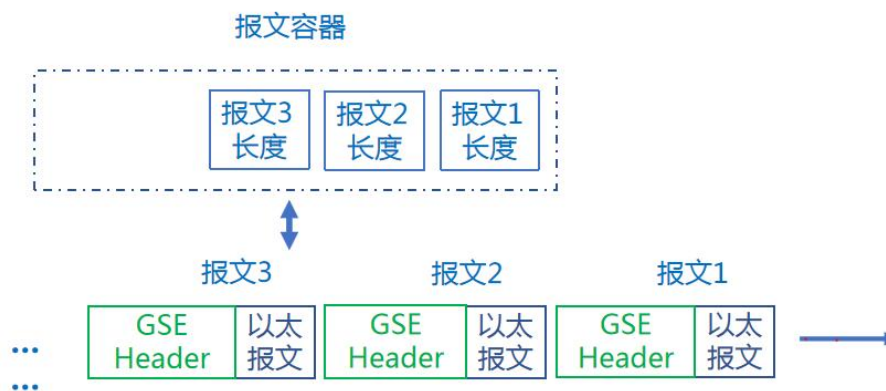 报文容器
报文3 报文2 报文1
长度 长度 长度
报文3 报文2 报文1
GSE 以太 GSE 以太 GSE 以太
Header 报文 Header 报文 Header 报文
...
...